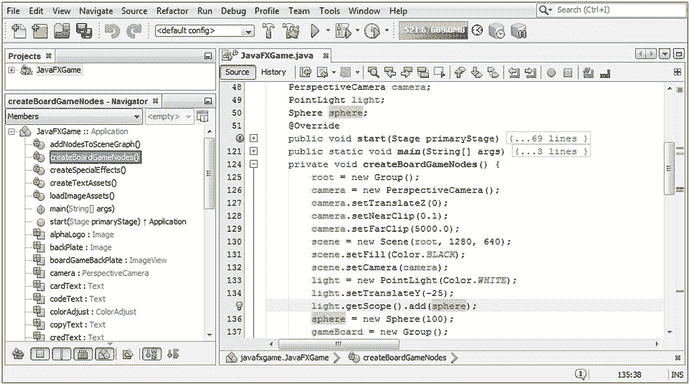 File Edit View Navigate Source Refactor Run Debug Profile Team Tools Window Help
Search (Ctrl+I)
<default config>
521.6/689.0MB
Projects
JavaFXGame
createBoardGameNodes - Navigator
Members
<empty>
JavaFXGame :: Application
addNodesToSceneGraph()
createBoardGameNodes()
createSpecialEffects()
createTextAssets()
loadImageAssets()
main(String[] args)
start(Stage primaryStage) ↑ Application
alphaLogo : Image
backPlate : Image
boardGameBackPlate : ImageView
camera : PerspectiveCamera
cardText : Text
codeText : Text
colorAdjust : ColorAdjust
copyText : Text
credText : Text
JavaFXGame.java
Source History
48 PerspectiveCamera camera;
49 PointLight light;
50 Sphere sphere;
51 @Override
public void start(Stage primaryStage) {...69 lines }
121 public static void main(String[] args) {...3 lines }
124 private void createBoardGameNodes() {
125 root = new Group();
126 camera = new PerspectiveCamera();
127 camera.setTranslateZ(0);
128 camera.setNearClip(0.1);
129 camera.setFarClip(5000.0);
130 scene = new Scene(root, 1280, 640);
131 scene.setFill(Color.BLACK);
132 scene.setCamera(camera);
133 light = new PointLight(Color.WHITE);
134 light.setTranslateY(-25);
light.getScope().add(sphere);
136 sphere = new Sphere(100);
137 gameBoard = new Group();
javafxgame.JavaFXGame
createBoardGameNodes
135:38
INS